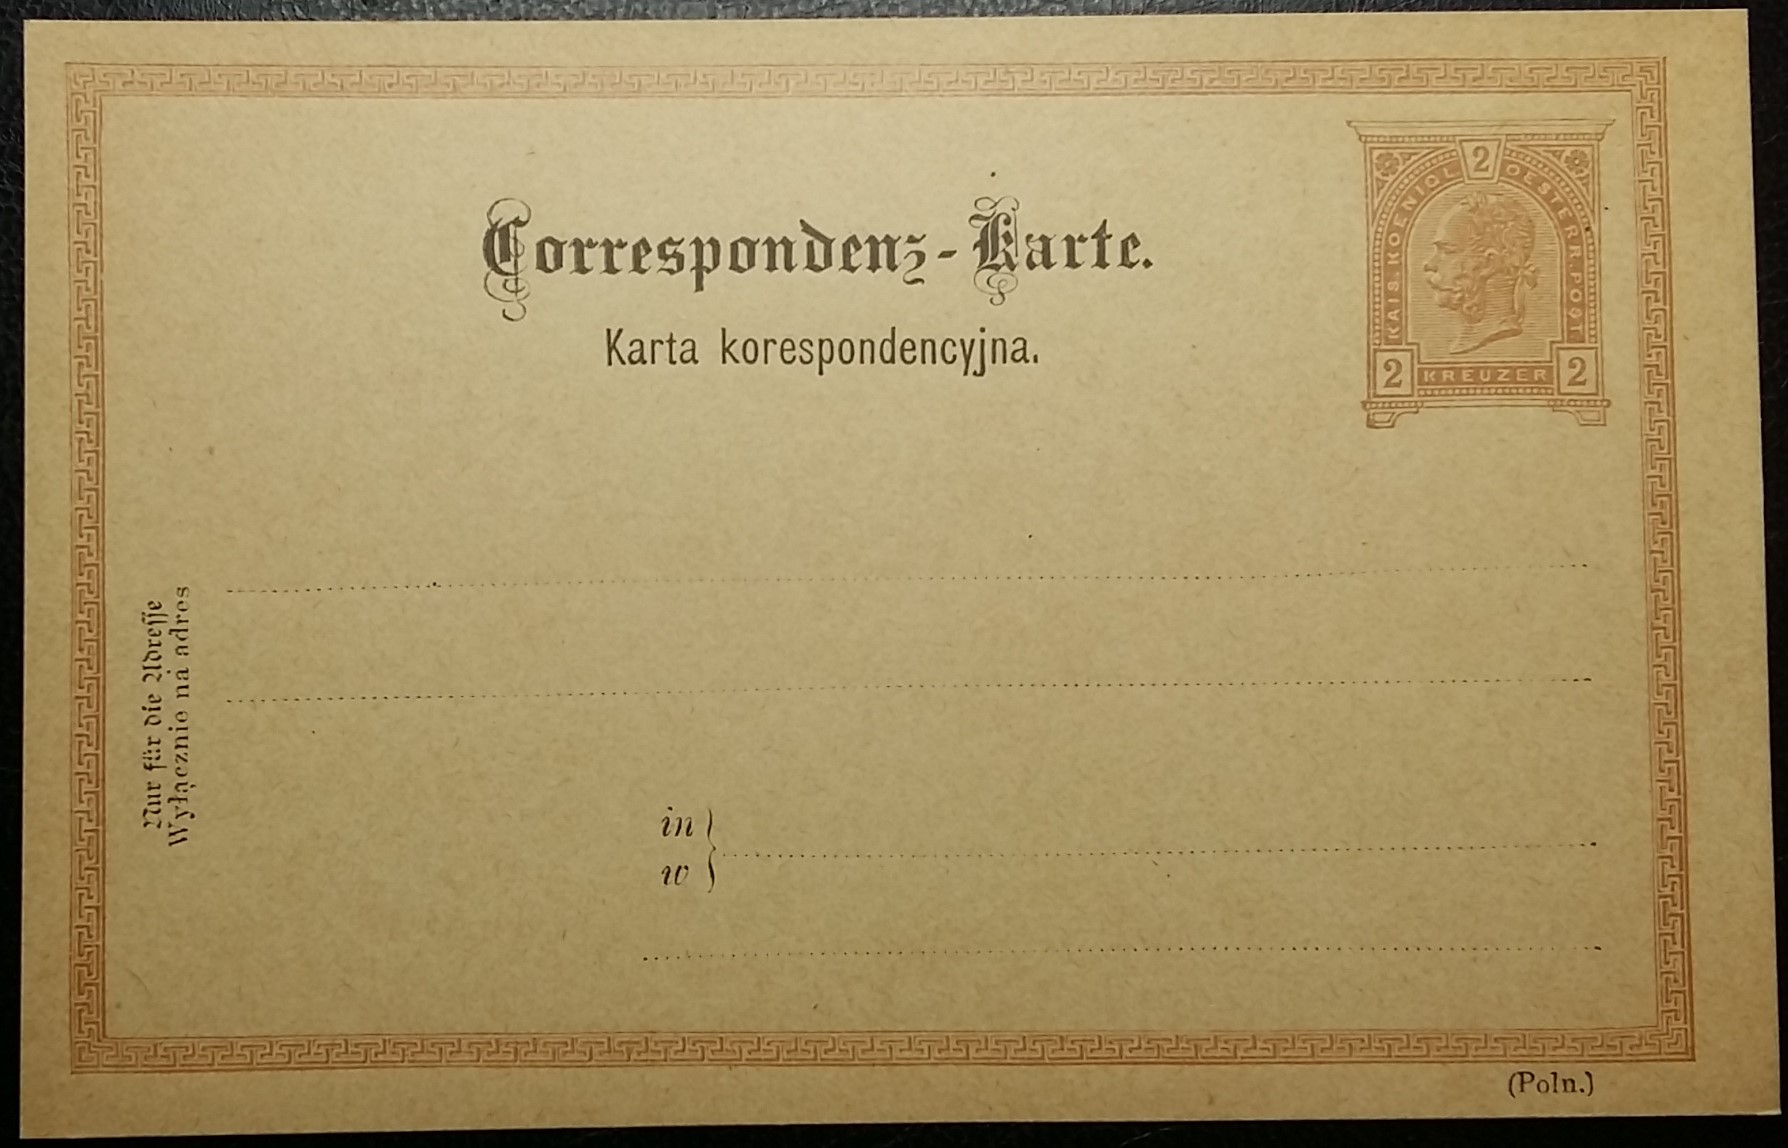 Correspondenz-Karte.
Karta korespondencyjna.
2
KAIS. KOENIGL. OESTERR. POST
2 KREUZER 2
Nur für die Adresse
Wyłącznie na adres
in
w
(Poln.)